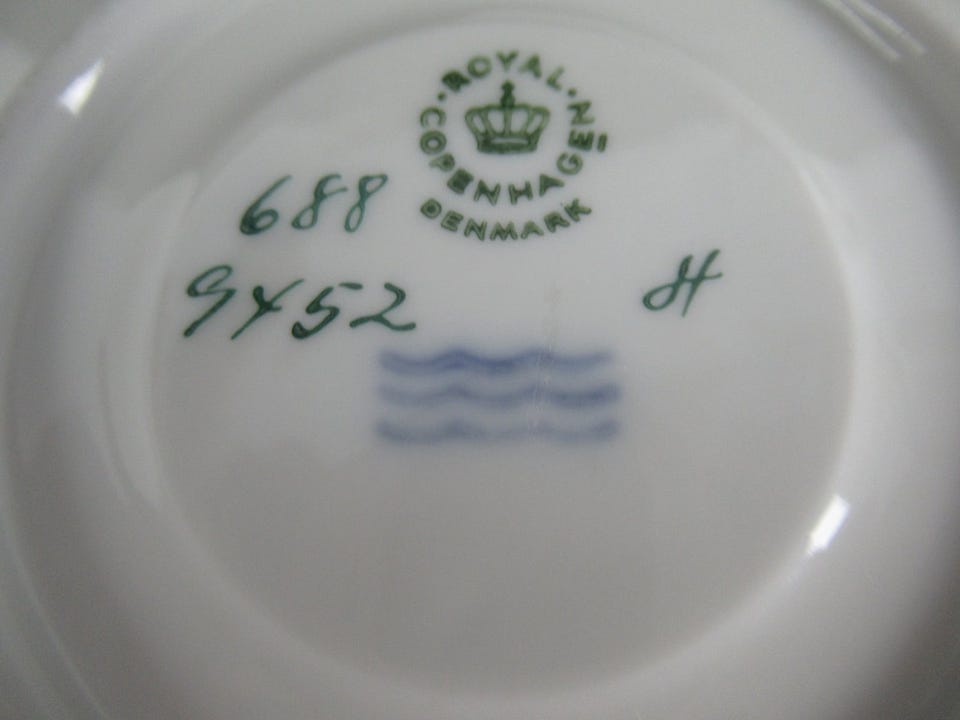 ROYAL
COPENHAGEN
DENMARK
688
9452
H